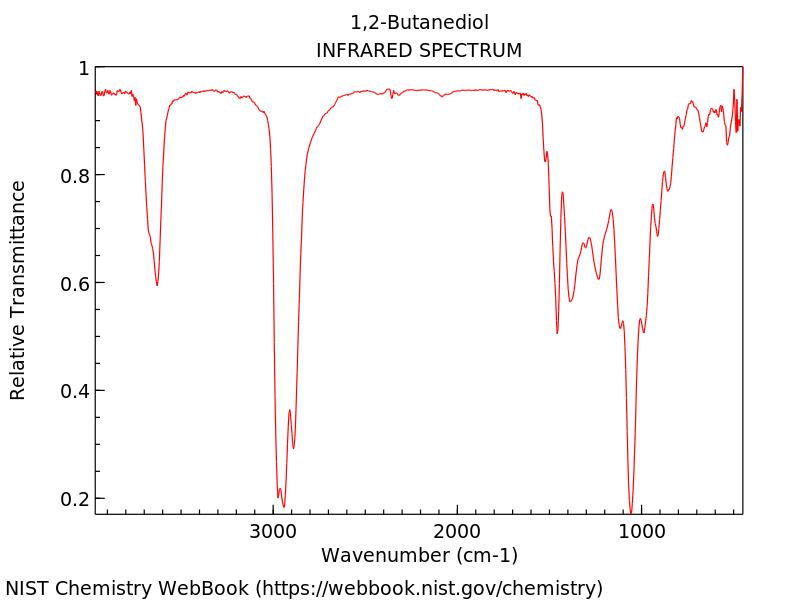 1,2-Butanediol
INFRARED SPECTRUM
Relative Transmittance
1
0.8
0.6
0.4
0.2
3000 2000 1000
Wavenumber (cm-1)
NIST Chemistry WebBook (https://webbook.nist.gov/chemistry)